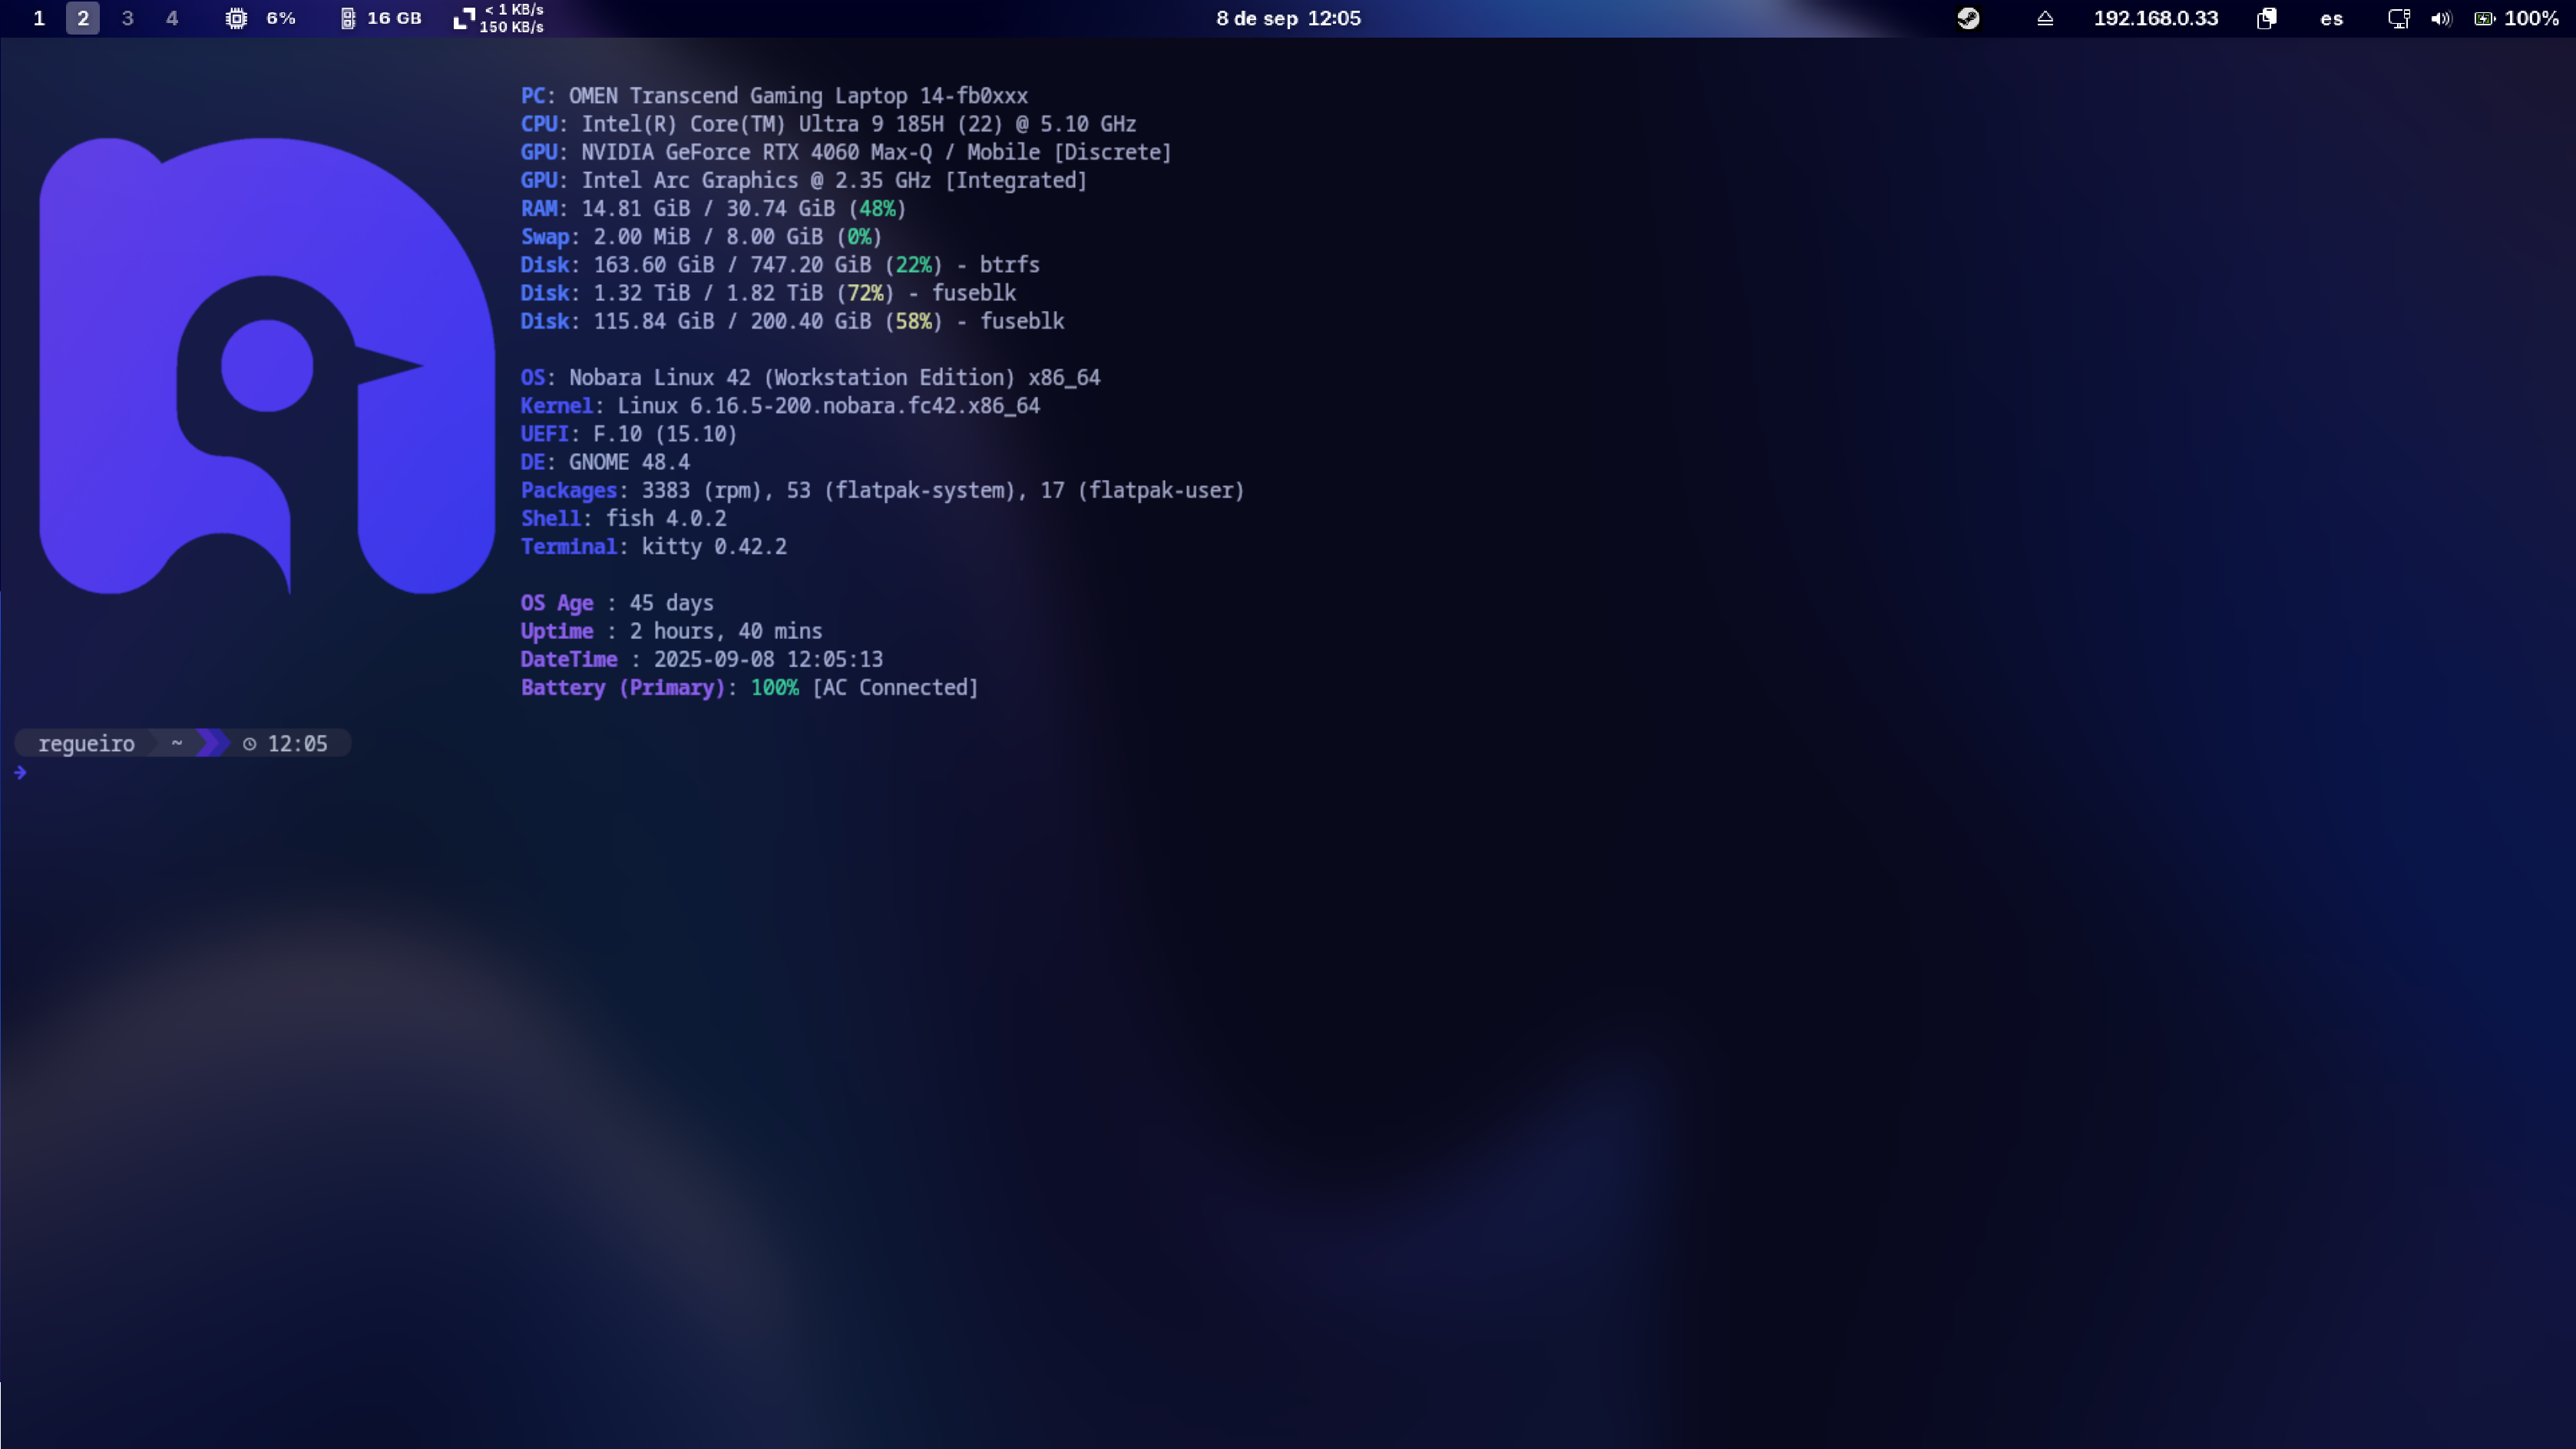 1 2 3 4 6% 16 GB < 1 KB/s
150 KB/s
8 de sep 12:05
192.168.0.33 es 100%
PC: OMEN Transcend Gaming Laptop 14-fb0xxx
CPU: Intel(R) Core(TM) Ultra 9 185H (22) @ 5.10 GHz
GPU: NVIDIA GeForce RTX 4060 Max-Q / Mobile [Discrete]
GPU: Intel Arc Graphics @ 2.35 GHz [Integrated]
RAM: 14.81 GiB / 30.74 GiB (48%)
Swap: 2.00 MiB / 8.00 GiB (0%)
Disk: 163.60 GiB / 747.20 GiB (22%) - btrfs
Disk: 1.32 TiB / 1.82 TiB (72%) - fuseblk
Disk: 115.84 GiB / 200.40 GiB (58%) - fuseblk
OS: Nobara Linux 42 (Workstation Edition) x86_64
Kernel: Linux 6.16.5-200.nobara.fc42.x86_64
UEFI: F.10 (15.10)
DE: GNOME 48.4
Packages: 3383 (rpm), 53 (flatpak-system), 17 (flatpak-user)
Shell: fish 4.0.2
Terminal: kitty 0.42.2
OS Age : 45 days
Uptime : 2 hours, 40 mins
DateTime : 2025-09-08 12:05:13
Battery (Primary): 100% [AC Connected]
regueiro ~ 12:05